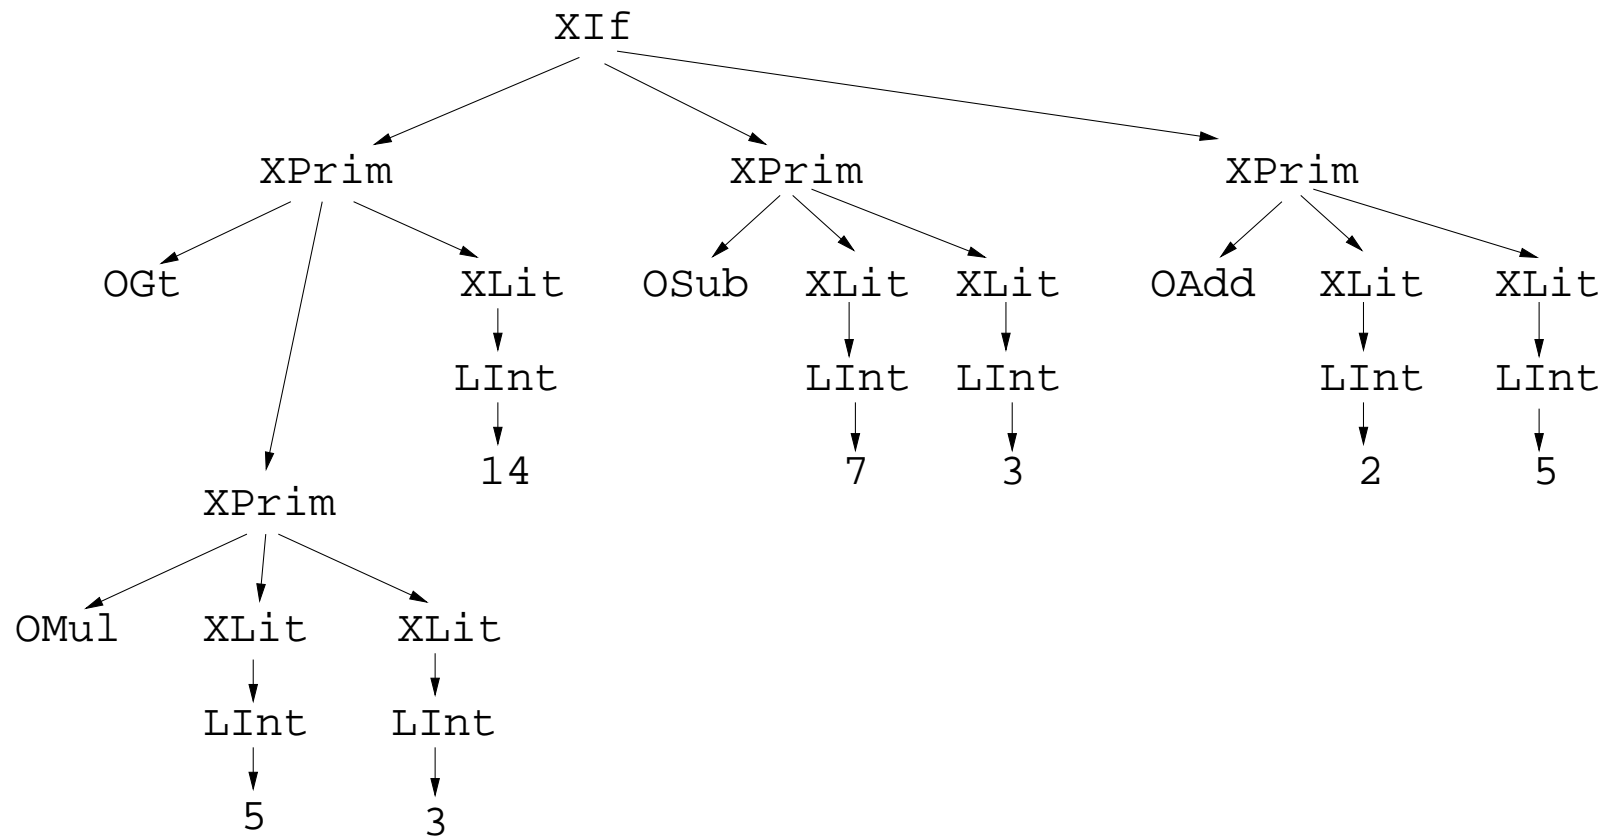 XIf
XPrim XPrim XPrim
OGt XLit OSub XLit XLit OAdd XLit XLit
LInt LInt LInt LInt LInt
14 7 3 2 5
XPrim
OMul XLit XLit
LInt LInt
5 3